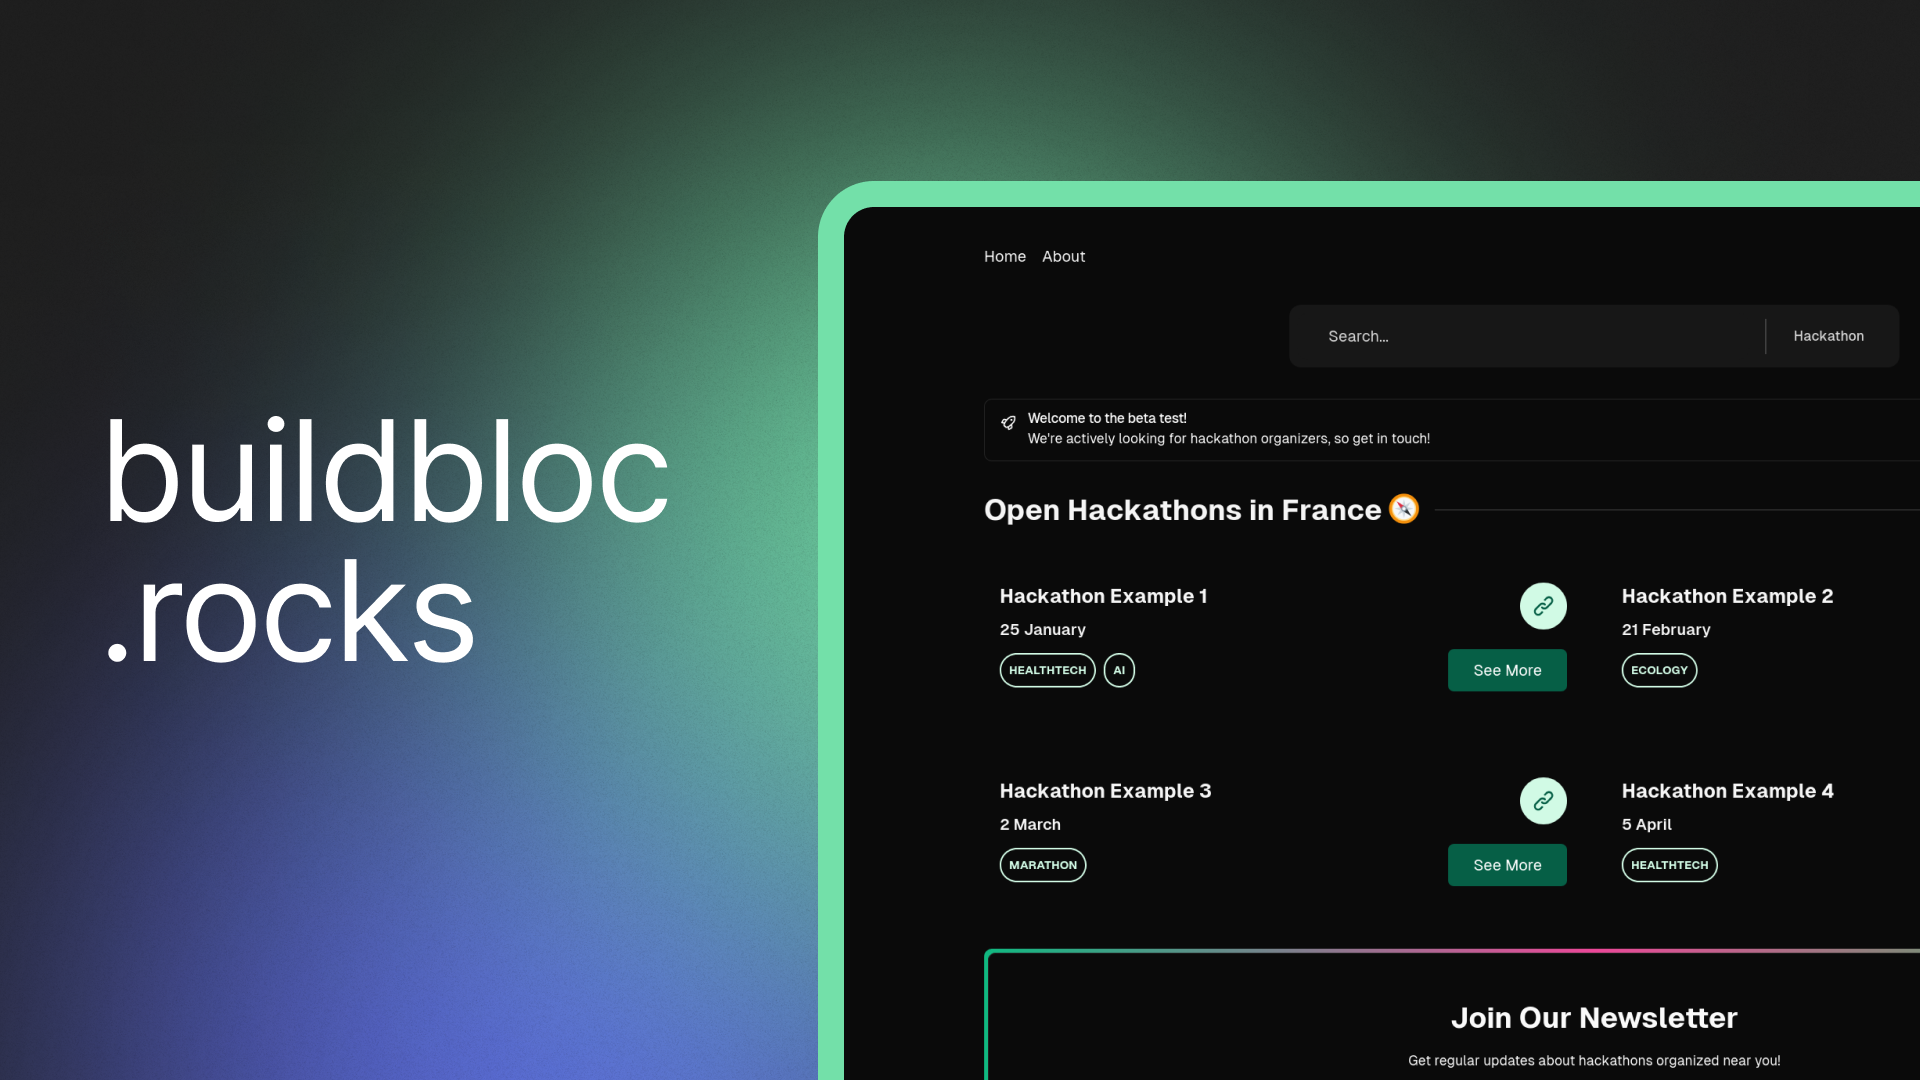 buildbloc
.rocks
Home About
Search... Hackathon
Welcome to the beta test!
We're actively looking for hackathon organizers, so get in touch!
Open Hackathons in France
Hackathon Example 1
25 January
HEALTHTECH AI
See More
Hackathon Example 2
21 February
ECOLOGY
Hackathon Example 3
2 March
MARATHON
See More
Hackathon Example 4
5 April
HEALTHTECH
Join Our Newsletter
Get regular updates about hackathons organized near you!